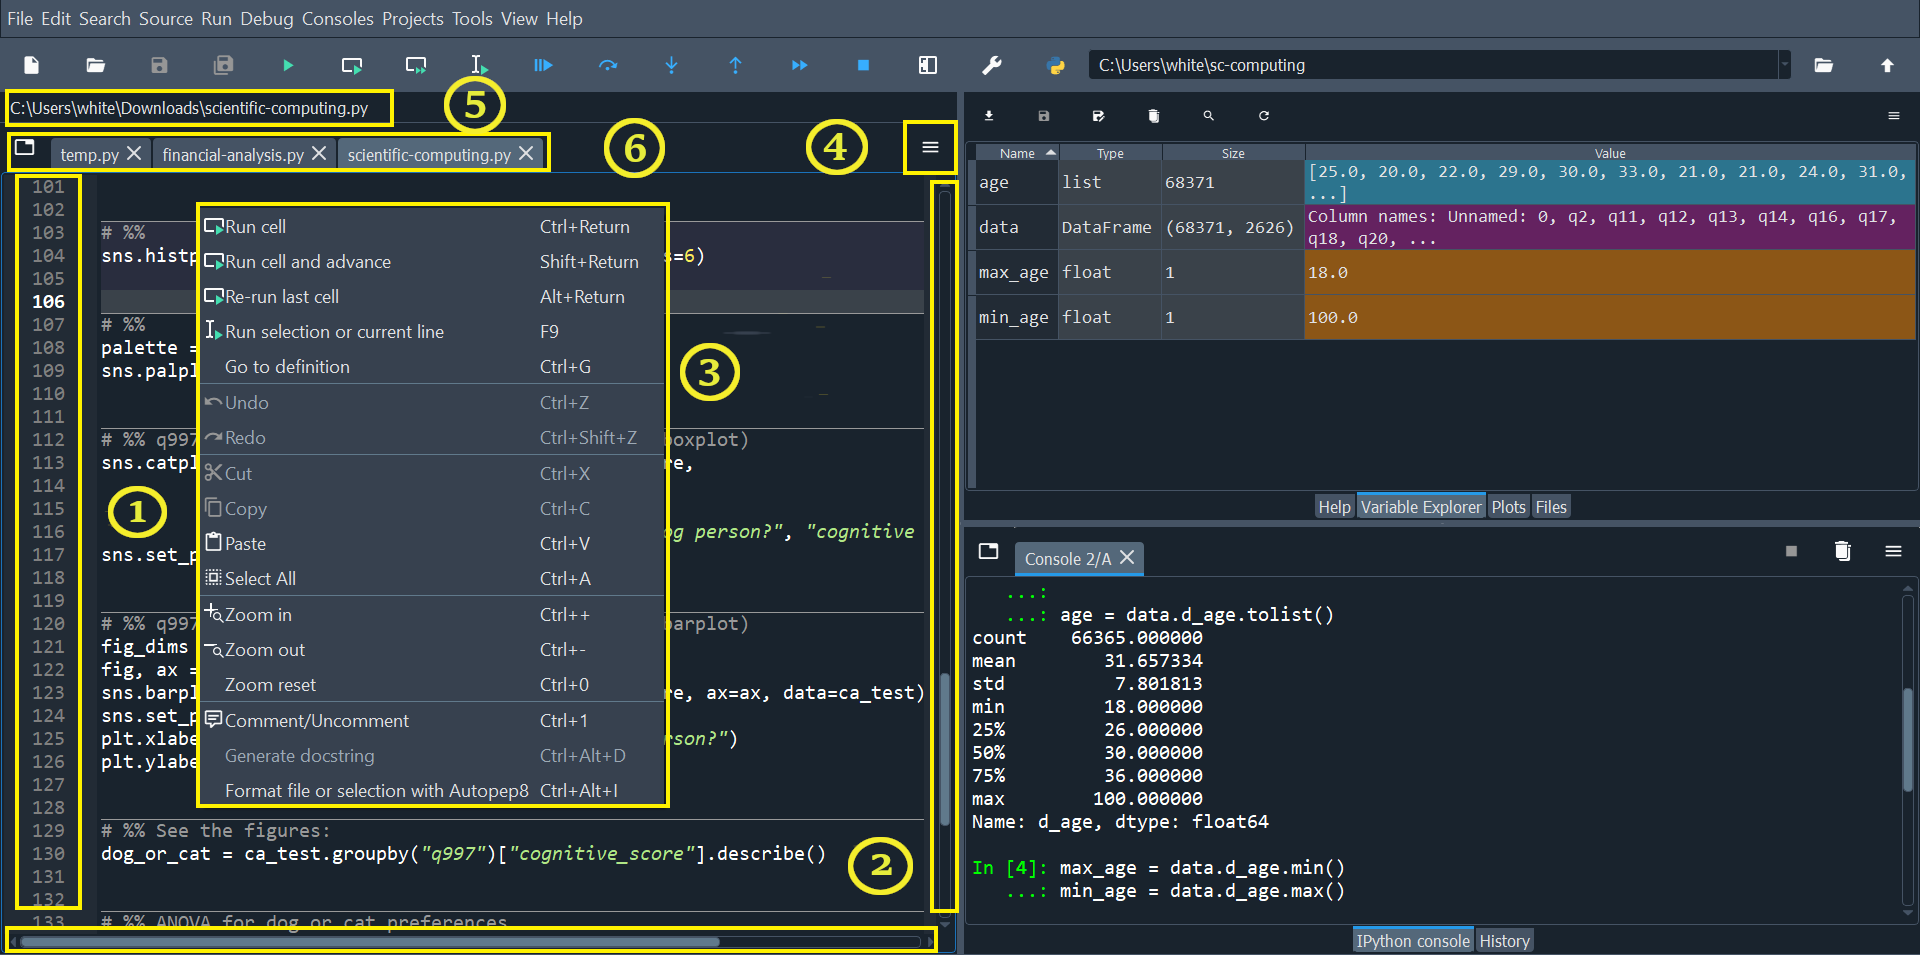 File Edit Search Source Run Debug Consoles Projects Tools View Help
C:\Users\white\sc-computing
C:\Users\white\Downloads\scientific-computing.py
5
temp.py
financial-analysis.py
scientific-computing.py
6
4
101
102
103 # %%
104 sns.histp s=6)
105
106
107 # %%
108 palette =
109 sns.palpl
110
111
112 # %% q997 boxplot)
113 sns.catpl re,
114
115
116 og person?", "cognitive
117 sns.set_p
118
119
120 # %% q997 barplot)
121 fig_dims
122 fig, ax =
123 sns.barpl re, ax=ax, data=ca_test)
124 sns.set_p
125 plt.xlabe rson?")
126 plt.ylabe
127
128
129 # %% See the figures:
130 dog_or_cat = ca_test.groupby("q997")["cognitive_score"].describe()
131
132
133 # %% ANOVA for dog or cat preferences
Run cell Ctrl+Return
Run cell and advance Shift+Return
Re-run last cell Alt+Return
Run selection or current line F9
Go to definition Ctrl+G
Undo Ctrl+Z
Redo Ctrl+Shift+Z
Cut Ctrl+X
Copy Ctrl+C
Paste Ctrl+V
Select All Ctrl+A
Zoom in Ctrl++
Zoom out Ctrl+-
Zoom reset Ctrl+0
Comment/Uncomment Ctrl+1
Generate docstring Ctrl+Alt+D
Format file or selection with Autopep8 Ctrl+Alt+I
3
1
2
Name Type Size Value
age list 68371 [25.0, 20.0, 22.0, 29.0, 30.0, 33.0, 21.0, 21.0, 24.0, 31.0,
...]
data DataFrame (68371, 2626) Column names: Unnamed: 0, q2, q11, q12, q13, q14, q16, q17,
q18, q20, ...
max_age float 1 18.0
min_age float 1 100.0
Help Variable Explorer Plots Files
Console 2/A
...:
...: age = data.d_age.tolist()
count 66365.000000
mean 31.657334
std 7.801813
min 18.000000
25% 26.000000
50% 30.000000
75% 36.000000
max 100.000000
Name: d_age, dtype: float64
In [4]: max_age = data.d_age.min()
...: min_age = data.d_age.max()
IPython console History